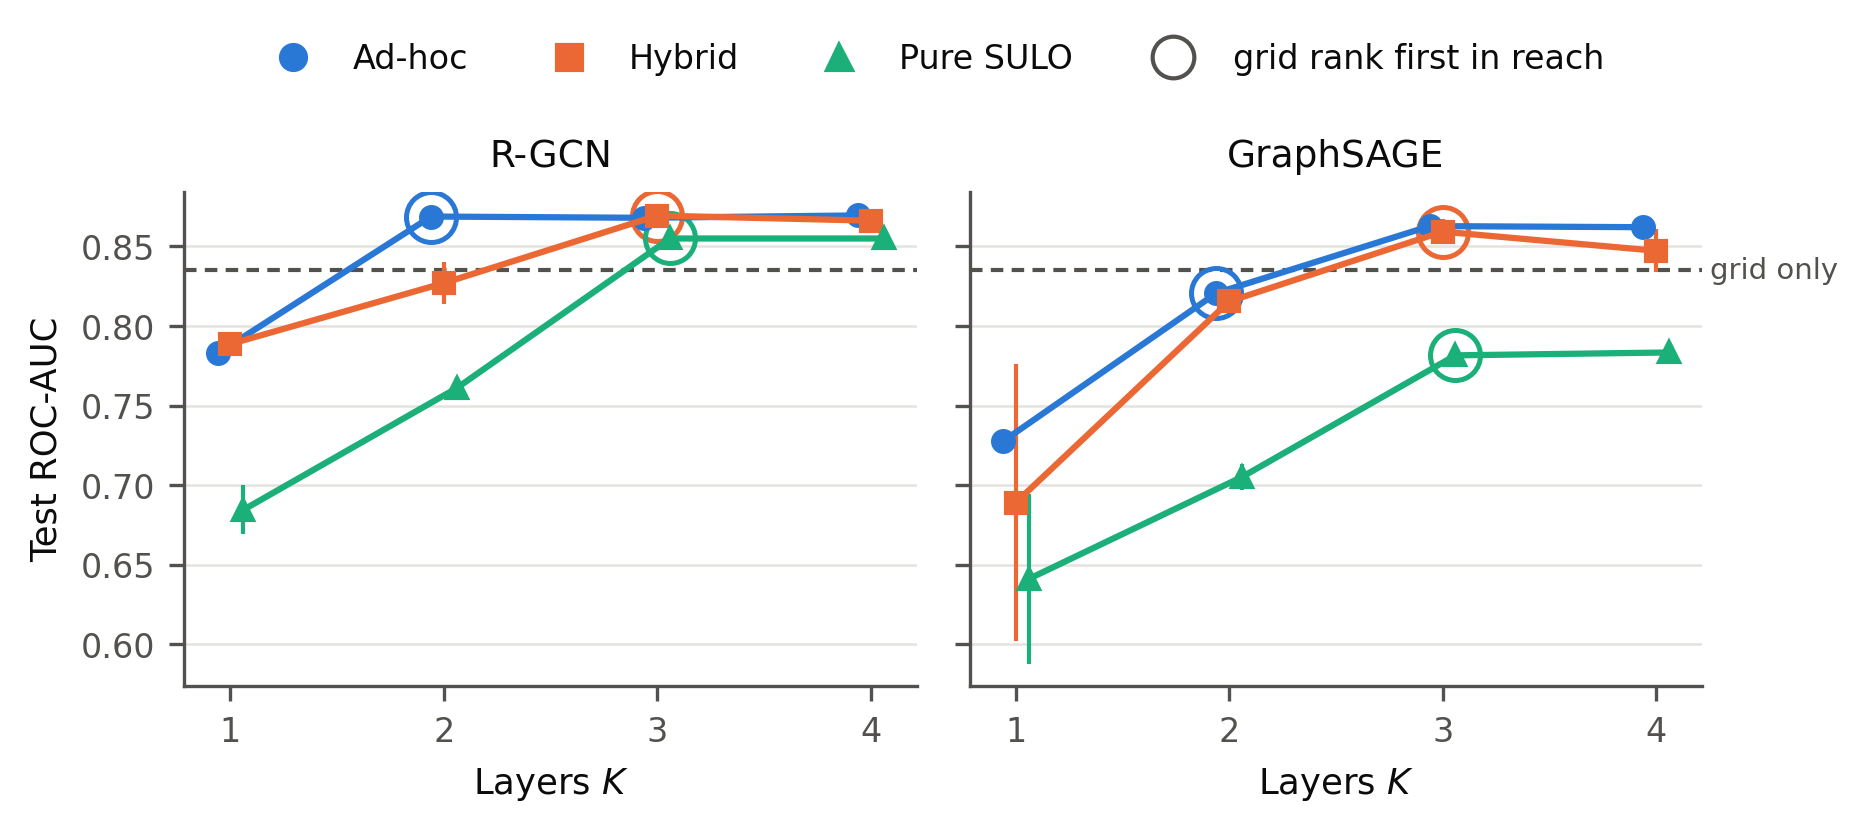 Ad-hoc
Hybrid
Pure SULO
grid rank first in reach
R-GCN
GraphSAGE
Test ROC-AUC
0.85
0.80
0.75
0.70
0.65
0.60
grid only
1 2 3 4
1 2 3 4
Layers K
Layers K